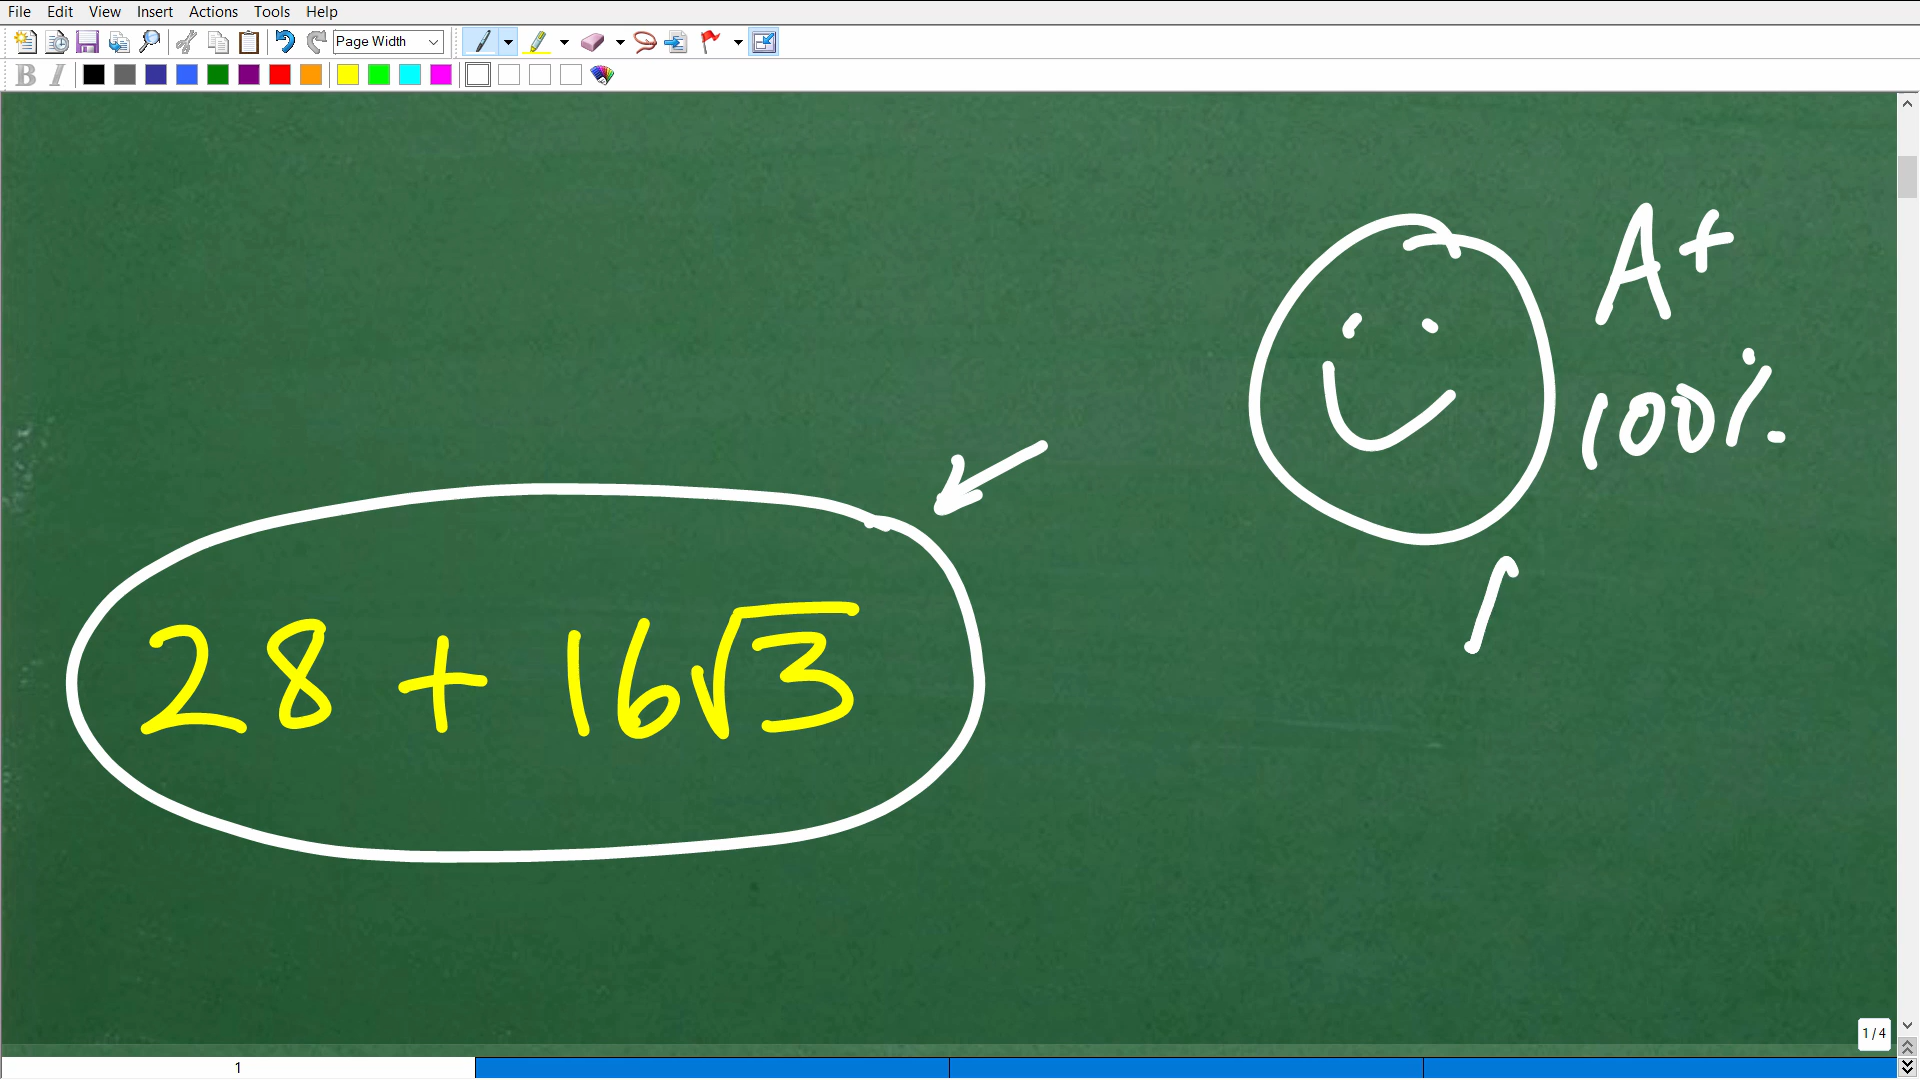 File Edit View Insert Actions Tools Help
Page Width
B I
A+
100%
28 + 16√3
1 / 4
1